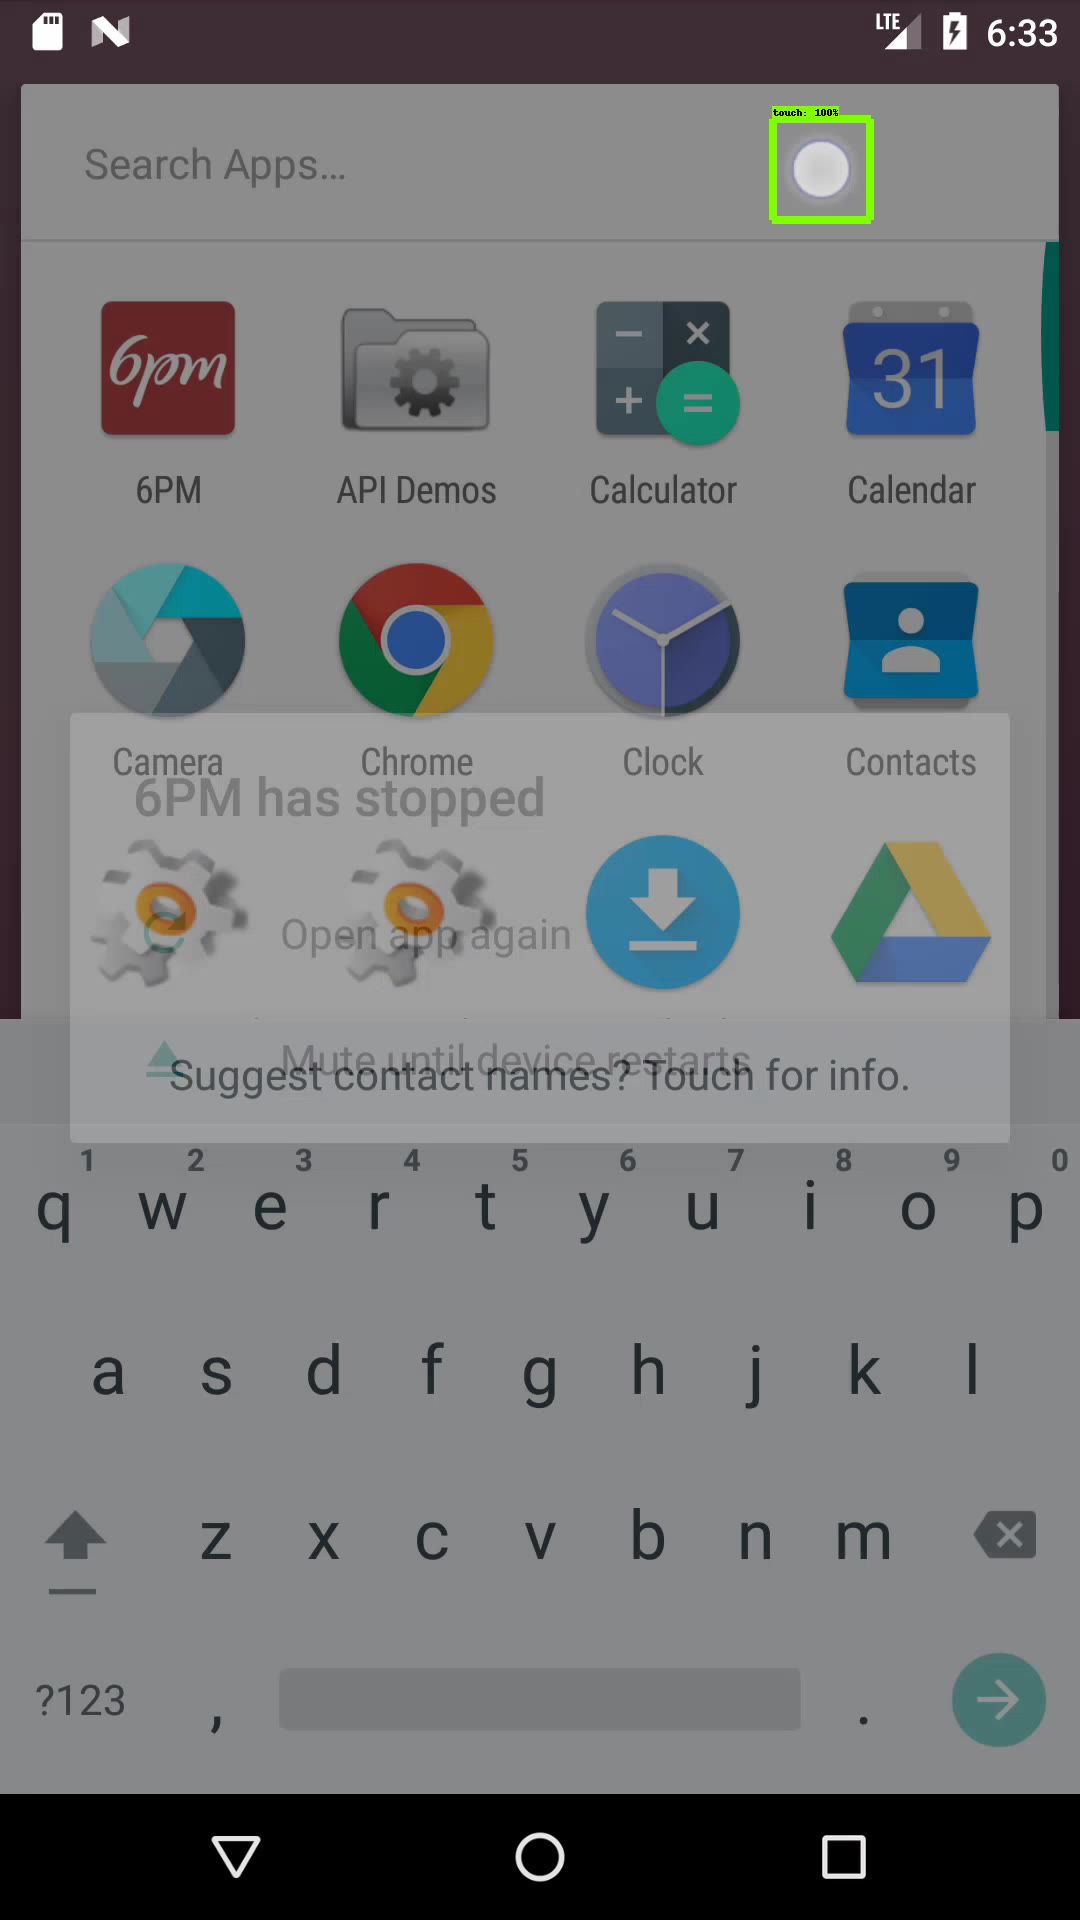 LTE 6:33
touch: 100%
Search Apps…
6pm
31
6PM API Demos Calculator Calendar
Camera Chrome Clock Contacts
6PM has stopped
Open app again
Mute until device restarts
Suggest contact names? Touch for info.
1 2 3 4 5 6 7 8 9 0
q w e r t y u i o p
a s d f g h j k l
z x c v b n m
?123 , .